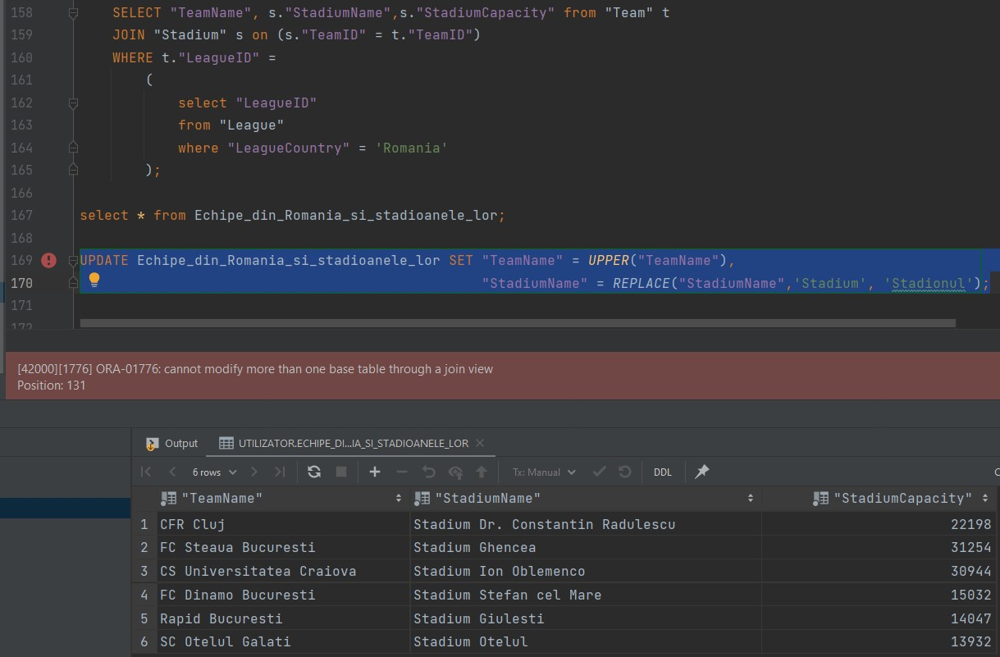 158 SELECT "TeamName", s."StadiumName",s."StadiumCapacity" from "Team" t
159 JOIN "Stadium" s on (s."TeamID" = t."TeamID")
160 WHERE t."LeagueID" =
161 (
162 select "LeagueID"
163 from "League"
164 where "LeagueCountry" = 'Romania'
165 );
166
167 select * from Echipe_din_Romania_si_stadioanele_lor;
168
169 UPDATE Echipe_din_Romania_si_stadioanele_lor SET "TeamName" = UPPER("TeamName"),
170 "StadiumName" = REPLACE("StadiumName",'Stadium', 'Stadionul');
171
172
[42000][1776] ORA-01776: cannot modify more than one base table through a join view
Position: 131
Output UTILIZATOR.ECHIPE_DI...IA_SI_STADIOANELE_LOR
6 rows Tx: Manual DDL
"TeamName" "StadiumName" "StadiumCapacity"
1 CFR Cluj Stadium Dr. Constantin Radulescu 22198
2 FC Steaua Bucuresti Stadium Ghencea 31254
3 CS Universitatea Craiova Stadium Ion Oblemenco 30944
4 FC Dinamo Bucuresti Stadium Stefan cel Mare 15032
5 Rapid Bucuresti Stadium Giulesti 14047
6 SC Otelul Galati Stadium Otelul 13932